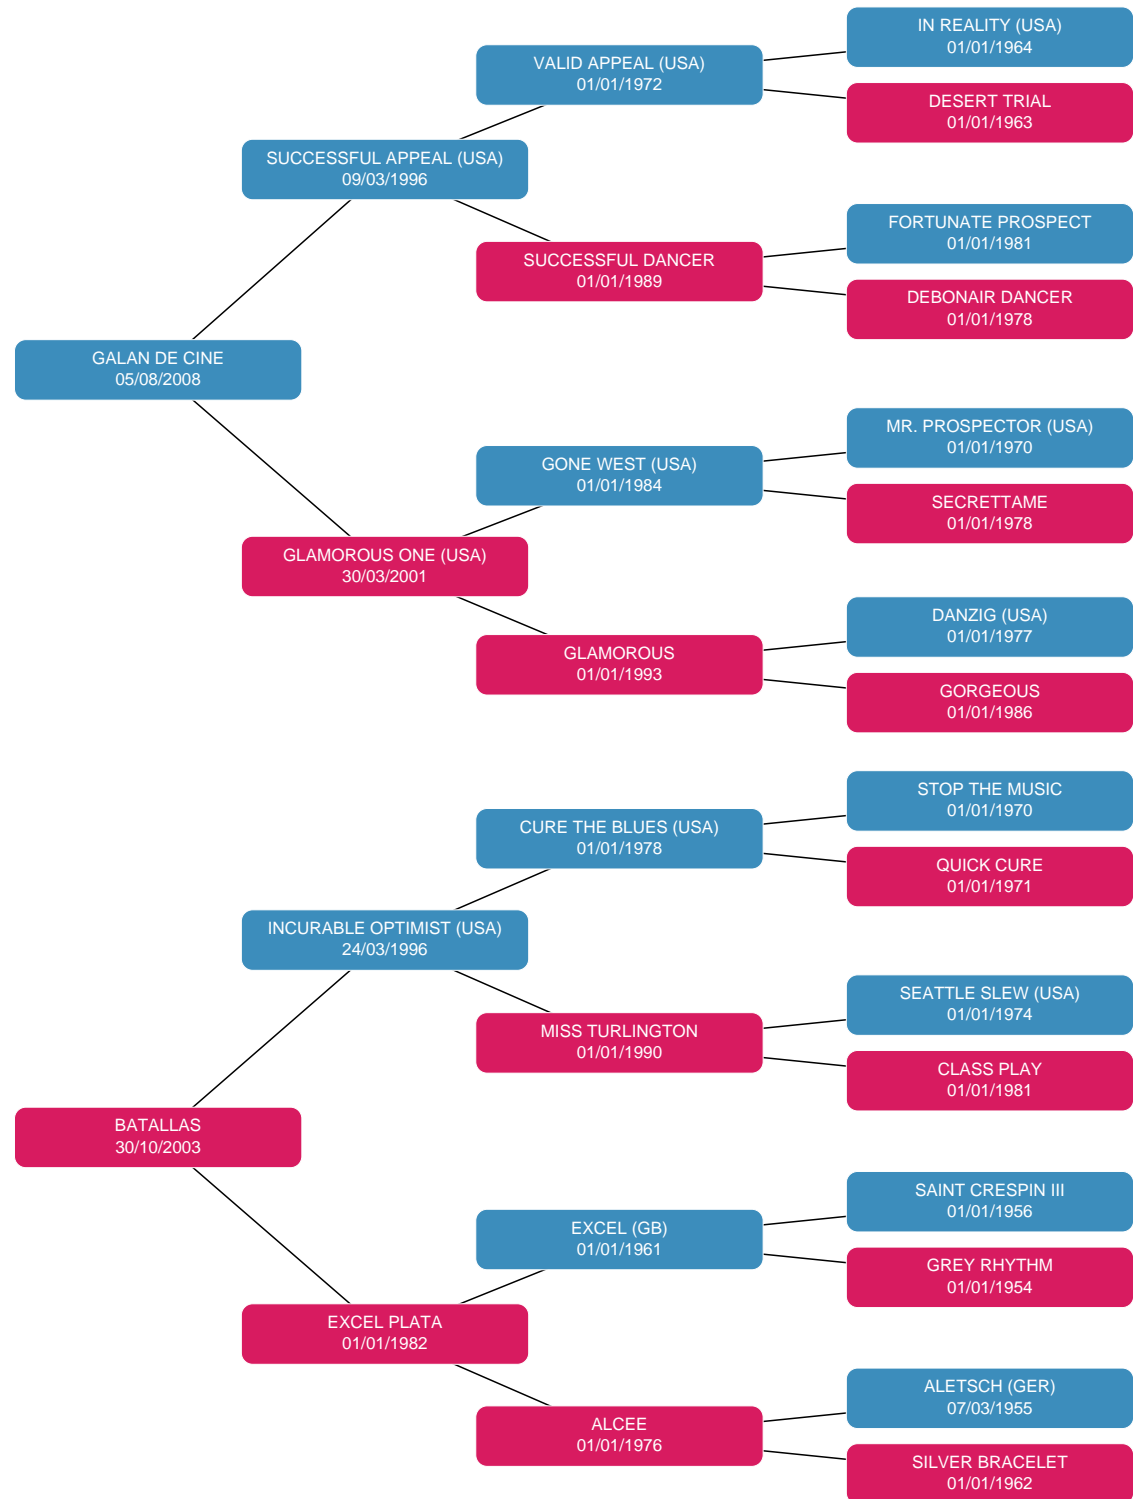 IN REALITY (USA)
01/01/1964
VALID APPEAL (USA)
01/01/1972
DESERT TRIAL
01/01/1963
SUCCESSFUL APPEAL (USA)
09/03/1996
FORTUNATE PROSPECT
01/01/1981
SUCCESSFUL DANCER
01/01/1989
DEBONAIR DANCER
01/01/1978
GALAN DE CINE
05/08/2008
MR. PROSPECTOR (USA)
01/01/1970
GONE WEST (USA)
01/01/1984
SECRETTAME
01/01/1978
GLAMOROUS ONE (USA)
30/03/2001
DANZIG (USA)
01/01/1977
GLAMOROUS
01/01/1993
GORGEOUS
01/01/1986
STOP THE MUSIC
01/01/1970
CURE THE BLUES (USA)
01/01/1978
QUICK CURE
01/01/1971
INCURABLE OPTIMIST (USA)
24/03/1996
SEATTLE SLEW (USA)
01/01/1974
MISS TURLINGTON
01/01/1990
CLASS PLAY
01/01/1981
BATALLAS
30/10/2003
SAINT CRESPIN III
01/01/1956
EXCEL (GB)
01/01/1961
GREY RHYTHM
01/01/1954
EXCEL PLATA
01/01/1982
ALETSCH (GER)
07/03/1955
ALCEE
01/01/1976
SILVER BRACELET
01/01/1962